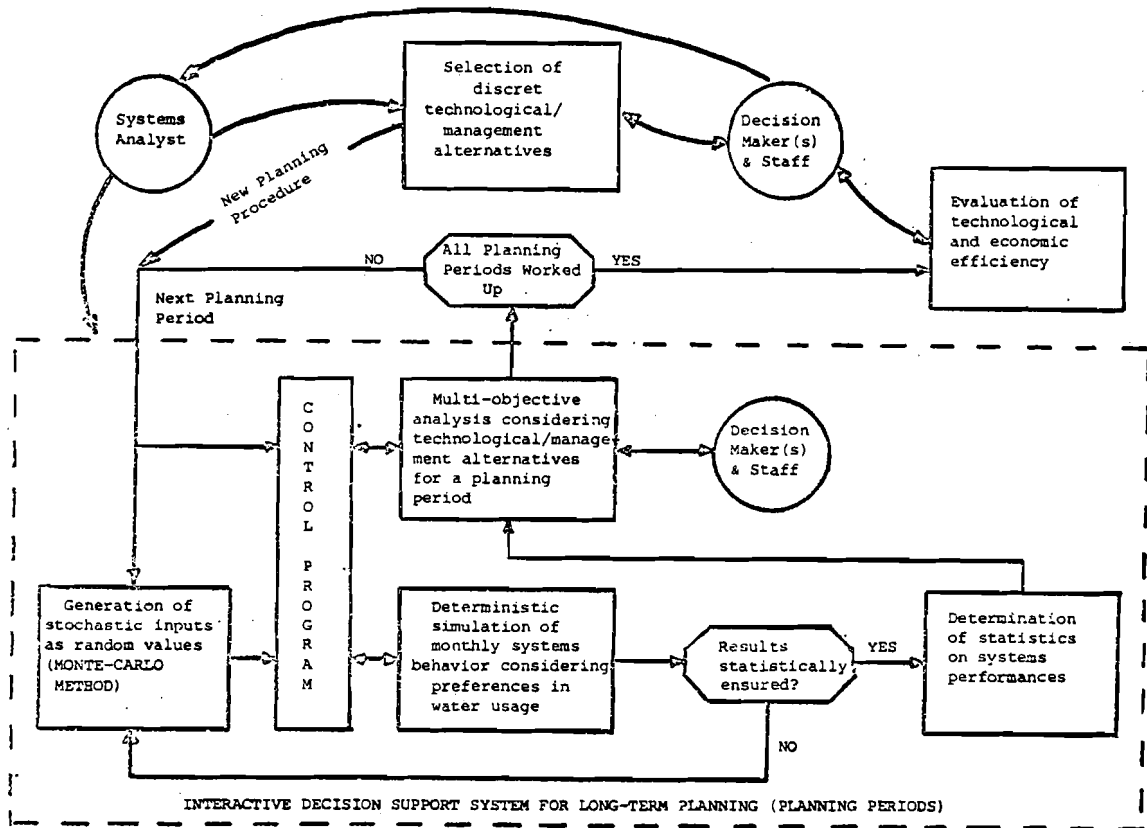 Selection of
discret
technological/
management
alternatives
Systems
Analyst
Decision
Maker(s)
& Staff
New Planning
Procedure
Evaluation of
technological
and economic
efficiency
NO
All Planning
Periods Worked
Up
YES
Next Planning
Period
CONTROL PROGRAM
Multi-objective
analysis considering
technological/manage
ment alternatives
for a planning
period
Decision
Maker(s)
& Staff
Generation of
stochastic inputs
as random values
(MONTE-CARLO
METHOD)
Deterministic
simulation of
monthly systems
behavior considering
preferences in
water usage
Results
statistically
ensured?
YES
Determination
of statistics
on systems
performances
NO
INTERACTIVE DECISION SUPPORT SYSTEM FOR LONG-TERM PLANNING (PLANNING PERIODS)